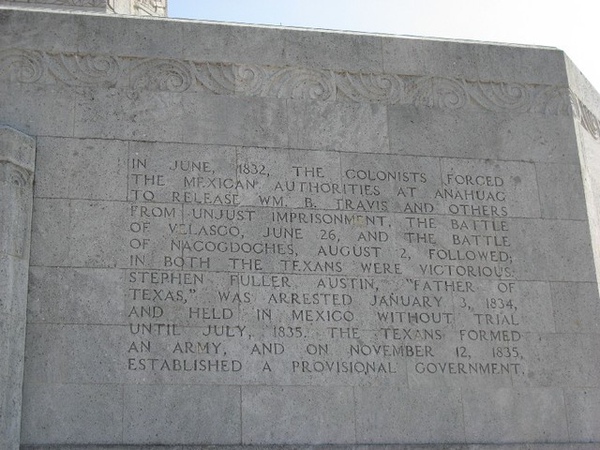 IN JUNE, 1832, THE COLONISTS FORCED
THE MEXICAN AUTHORITIES AT ANAHUAC
TO RELEASE WM. B. TRAVIS AND OTHERS
FROM UNJUST IMPRISONMENT. THE BATTLE
OF VELASCO, JUNE 26, AND THE BATTLE
OF NACOGDOCHES, AUGUST 2, FOLLOWED;
IN BOTH THE TEXANS WERE VICTORIOUS.
STEPHEN FULLER AUSTIN, "FATHER OF
TEXAS," WAS ARRESTED JANUARY 3, 1834,
AND HELD IN MEXICO WITHOUT TRIAL
UNTIL JULY, 1835. THE TEXANS FORMED
AN ARMY, AND ON NOVEMBER 12, 1835,
ESTABLISHED A PROVISIONAL GOVERNMENT.